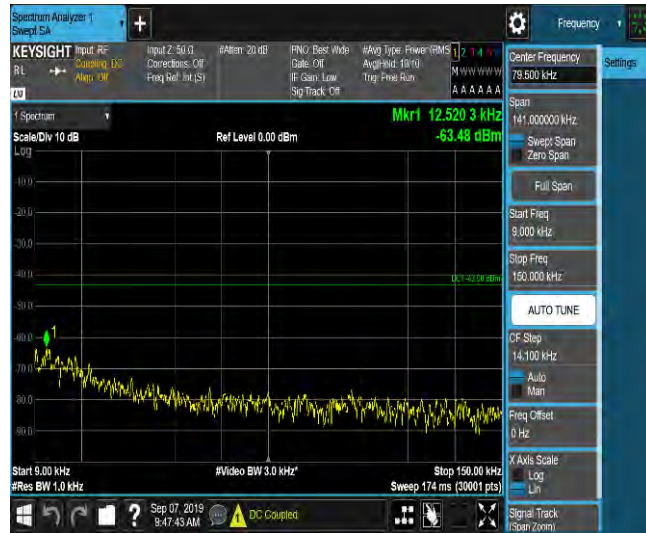 Spectrum Analyzer 1
Swept SA
+
Frequency
KEYSIGHT
RL
Input: RF
Coupling: DC
Align: Off
Input Z: 50 Ω
Corrections: Off
Freq Ref: Int (S)
#Atten: 20 dB
PNO: Best Wide
Gate: Off
IF Gain: Low
Sig Track: Off
#Avg Type: Power (RMS
Avg|Hold: 10/10
Trig: Free Run
M W W W W W
A A A A A A
LXI
Settings
Center Frequency
79.500 kHz
Span
141.000000 kHz
Swept Span
Zero Span
Full Span
Start Freq
9.000 kHz
Stop Freq
150.000 kHz
AUTO TUNE
CF Step
14.100 kHz
Auto
Man
Freq Offset
0 Hz
X Axis Scale
Log
Lin
Signal Track
(Span Zoom)
1 Spectrum
Mkr1 12.520 3 kHz
Scale/Div 10 dB
Ref Level 0.00 dBm
-63.48 dBm
Log
-10.0
-20.0
-30.0
-40.0
DL1 -43.00 dBm
-50.0
-60.0
1
-70.0
-80.0
-90.0
Start 9.00 kHz
#Video BW 3.0 kHz*
Stop 150.00 kHz
#Res BW 1.0 kHz
Sweep 174 ms (30001 pts)
?
Sep 07, 2019
9:47:43 AM
DC Coupled